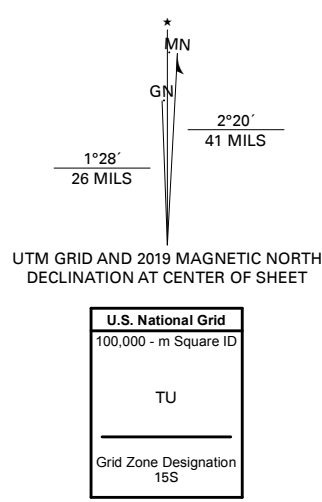 ★
MN
GN
2°20´
41 MILS
1°28´
26 MILS
UTM GRID AND 2019 MAGNETIC NORTH
DECLINATION AT CENTER OF SHEET
U.S. National Grid
100,000 - m Square ID
TU
Grid Zone Designation
15S